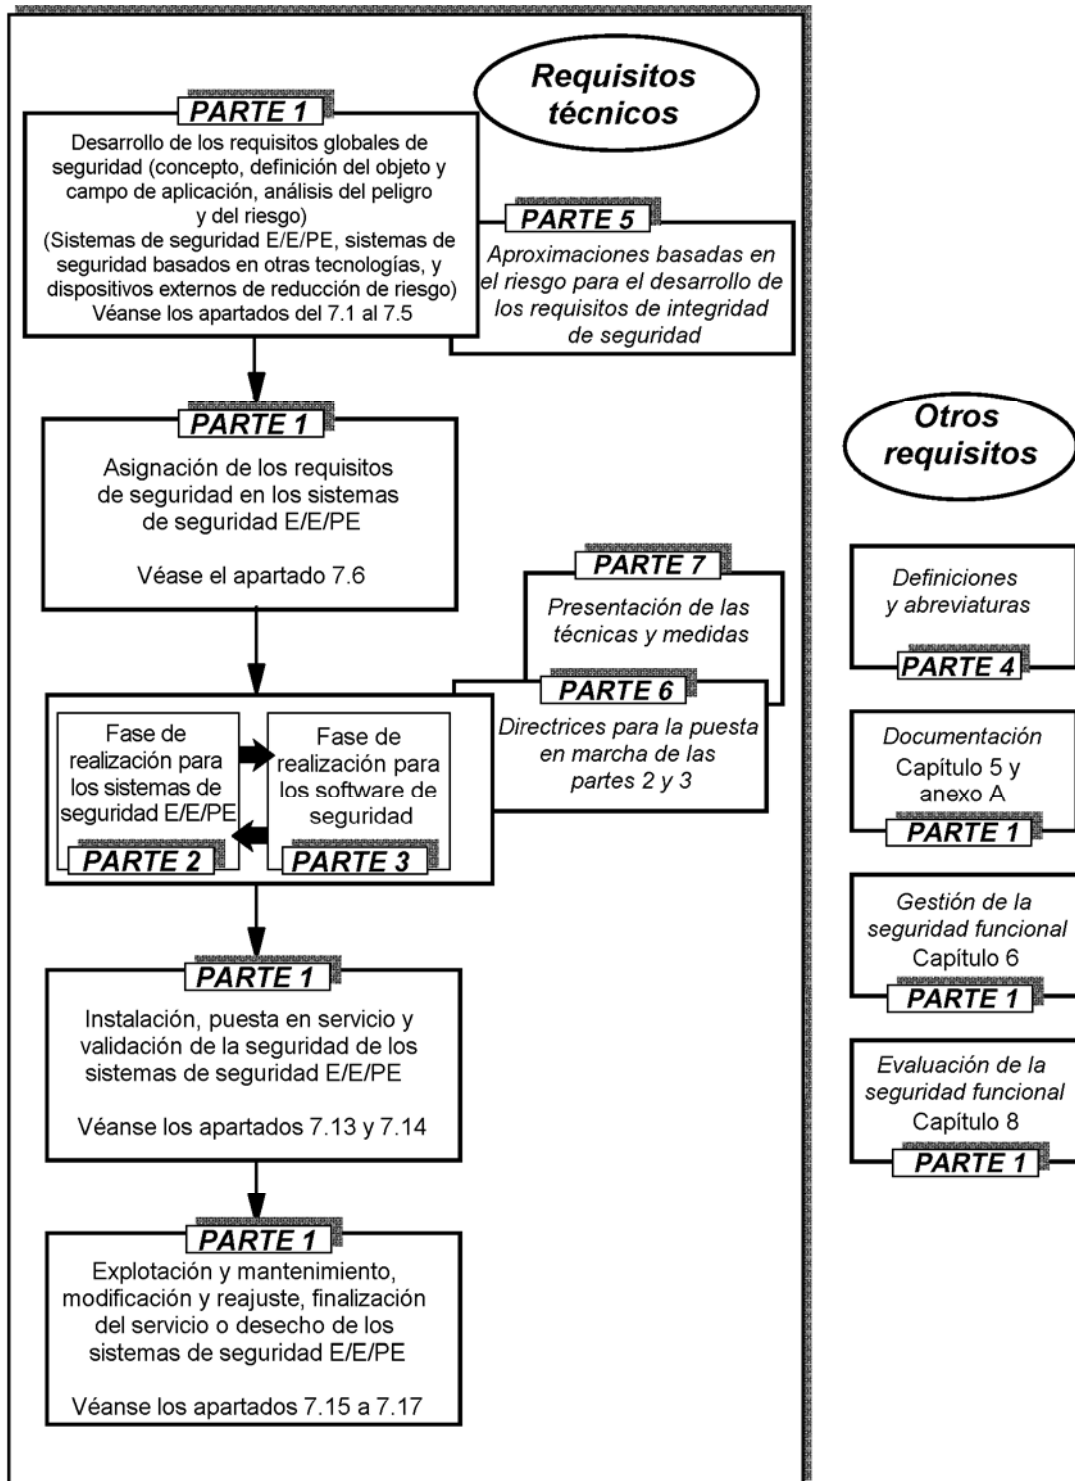 Requisitos
técnicos
PARTE 1
Desarrollo de los requisitos globales de
seguridad (concepto, definición del objeto y
campo de aplicación, análisis del peligro
y del riesgo)
(Sistemas de seguridad E/E/PE, sistemas de
seguridad basados en otras tecnologías, y
dispositivos externos de reducción de riesgo)
Véanse los apartados del 7.1 al 7.5
PARTE 5
Aproximaciones basadas en
el riesgo para el desarrollo de
los requisitos de integridad
de seguridad
PARTE 1
Asignación de los requisitos
de seguridad en los sistemas
de seguridad E/E/PE
Véase el apartado 7.6
PARTE 7
Presentación de las
técnicas y medidas
PARTE 6
Directrices para la puesta
en marcha de las
partes 2 y 3
Fase de
realización para
los sistemas de
seguridad E/E/PE
PARTE 2
Fase de
realización para
los software de
seguridad
PARTE 3
PARTE 1
Instalación, puesta en servicio y
validación de la seguridad de los
sistemas de seguridad E/E/PE
Véanse los apartados 7.13 y 7.14
PARTE 1
Explotación y mantenimiento,
modificación y reajuste, finalización
del servicio o desecho de los
sistemas de seguridad E/E/PE
Véanse los apartados 7.15 a 7.17
Otros
requisitos
Definiciones
y abreviaturas
PARTE 4
Documentación
Capítulo 5 y
anexo A
PARTE 1
Gestión de la
seguridad funcional
Capítulo 6
PARTE 1
Evaluación de la
seguridad funcional
Capítulo 8
PARTE 1